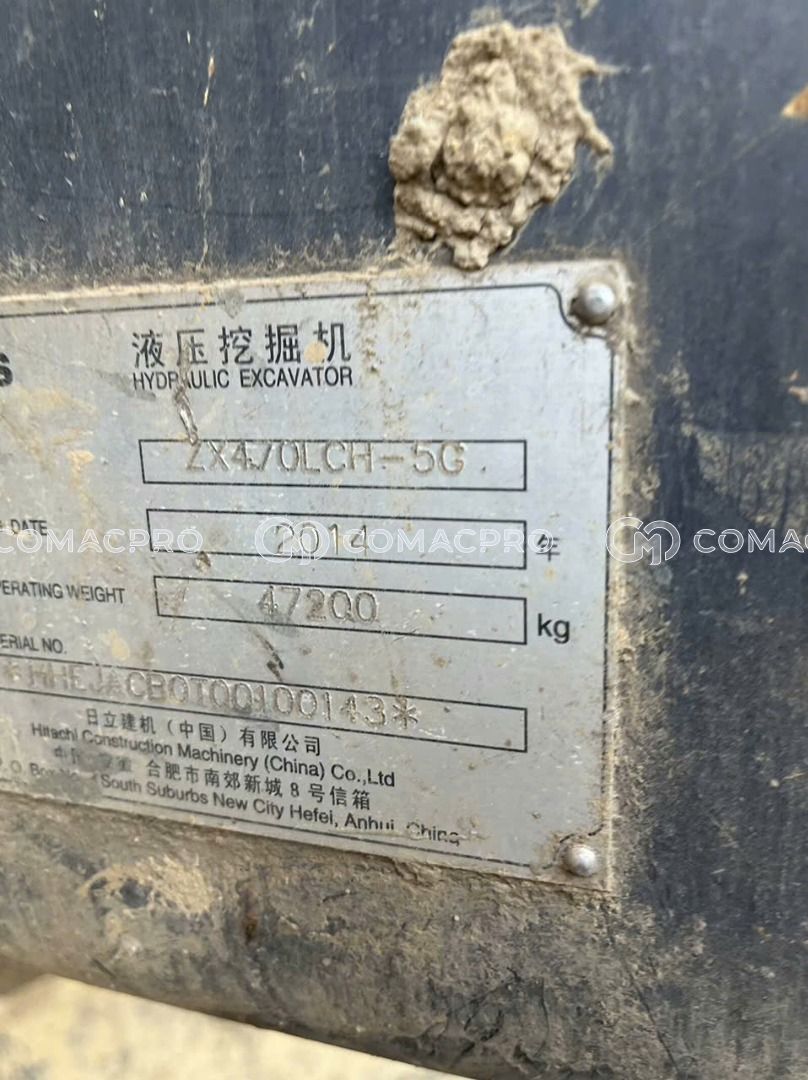 液压挖掘机
HYDRAULIC EXCAVATOR
ZX470LCH-5G
DATE 2014 年
COMACPRO COMACPRO COMAC
OPERATING WEIGHT 47200 kg
SERIAL NO.
*HHEJACB0T00100143*
日立建机（中国）有限公司
Hitachi Construction Machinery (China) Co.,Ltd
合肥市南郊新城 8 号信箱
South Suburbs New City Hefei, Anhui, China